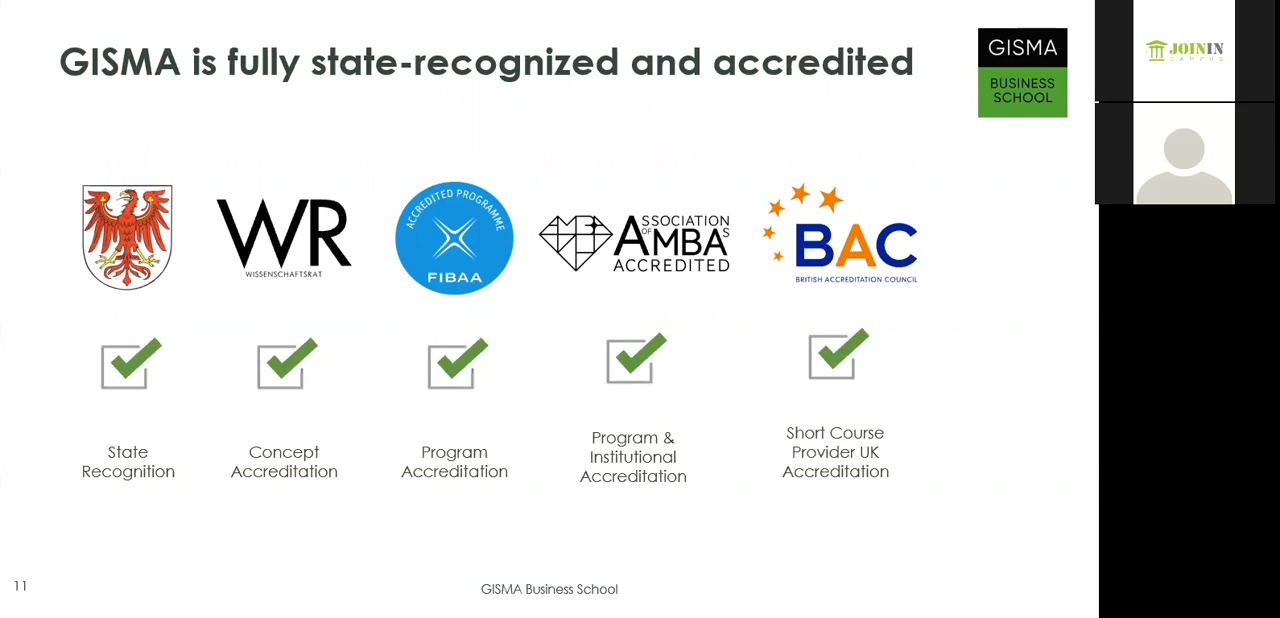 GISMA is fully state-recognized and accredited
GISMA
BUSINESS
SCHOOL
JOININ
CAMPUS
WR
WISSENSCHAFTSRAT
ACCREDITED PROGRAMME
FIBAA
ASSOCIATION
OF MBAs
ACCREDITED
BAC
BRITISH ACCREDITATION COUNCIL
State
Recognition
Concept
Accreditation
Program
Accreditation
Program &
Institutional
Accreditation
Short Course
Provider UK
Accreditation
11
GISMA Business School